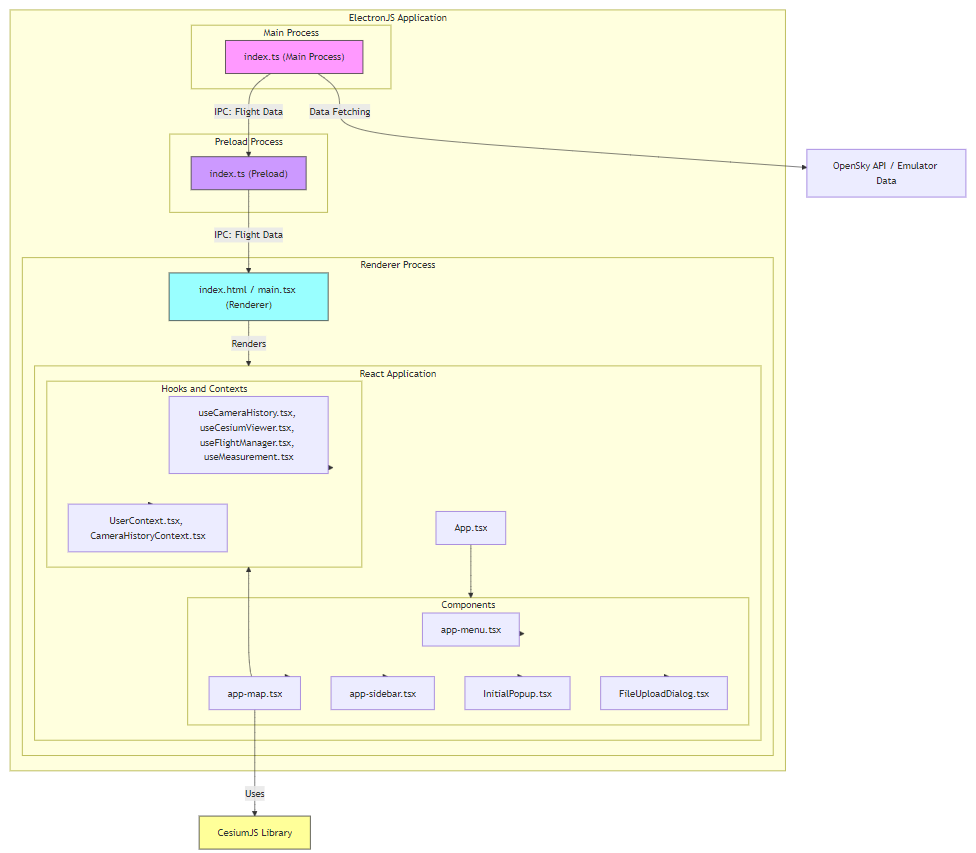 ElectronJS Application
Main Process
index.ts (Main Process)
IPC: Flight Data
Data Fetching
Preload Process
index.ts (Preload)
OpenSky API / Emulator
Data
IPC: Flight Data
Renderer Process
index.html / main.tsx
(Renderer)
Renders
React Application
Hooks and Contexts
useCameraHistory.tsx,
useCesiumViewer.tsx,
useFlightManager.tsx,
useMeasurement.tsx
UserContext.tsx,
CameraHistoryContext.tsx
App.tsx
Components
app-menu.tsx
app-map.tsx
app-sidebar.tsx
InitialPopup.tsx
FileUploadDialog.tsx
Uses
CesiumJS Library